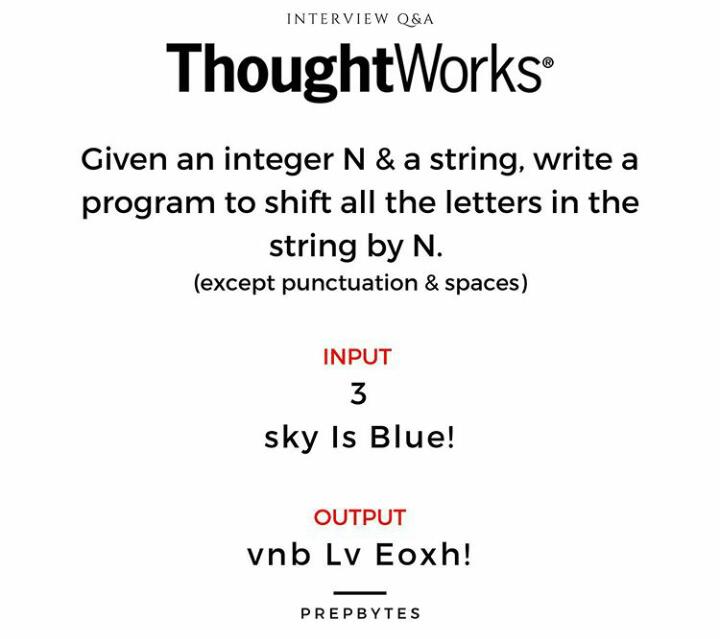 INTERVIEW Q&A
ThoughtWorks®
Given an integer N & a string, write a
program to shift all the letters in the
string by N.
(except punctuation & spaces)
INPUT
3
sky Is Blue!
OUTPUT
vnb Lv Eoxh!
PREPBYTES